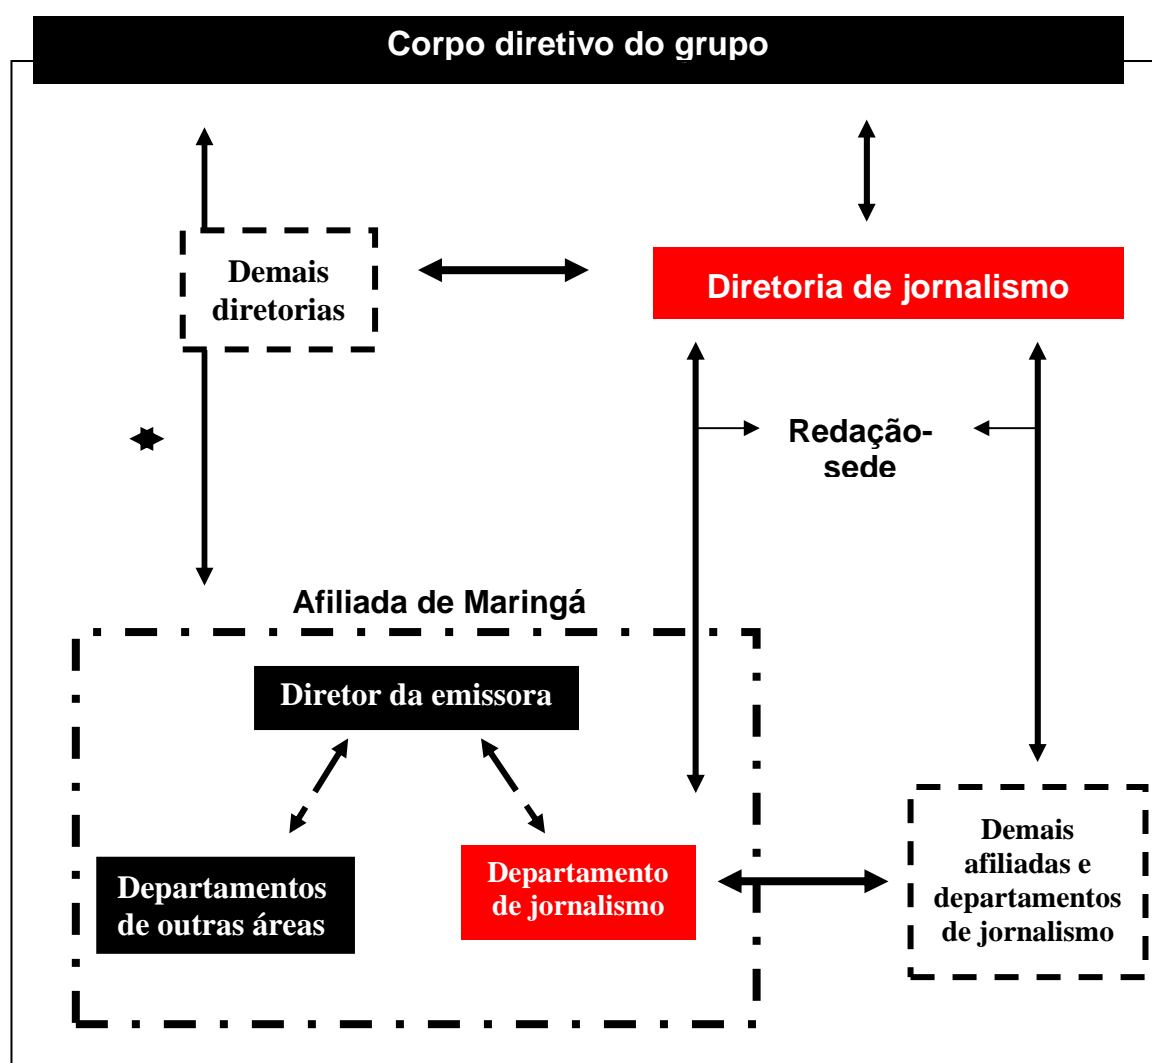 Corpo diretivo do grupo
Demais
diretorias
Diretoria de jornalismo
Redação-
sede
Afiliada de Maringá
Diretor da emissora
Departamentos
de outras áreas
Departamento
de jornalismo
Demais
afiliadas e
departamentos
de jornalismo